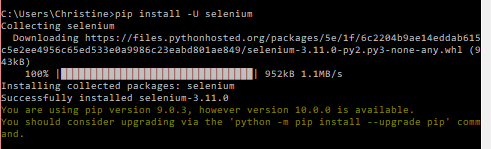 C:\Users\Christine>pip install -U selenium
Collecting selenium
  Downloading https://files.pythonhosted.org/packages/5e/1f/6c2204b9ae14eddab615
c5e2ee4956c65ed533e0a9986c23eabd801ae849/selenium-3.11.0-py2.py3-none-any.whl (9
43kB)
    100% |████████████████████████████████| 952kB 1.1MB/s
Installing collected packages: selenium
Successfully installed selenium-3.11.0
You are using pip version 9.0.3, however version 10.0.0 is available.
You should consider upgrading via the 'python -m pip install --upgrade pip' comm
and.